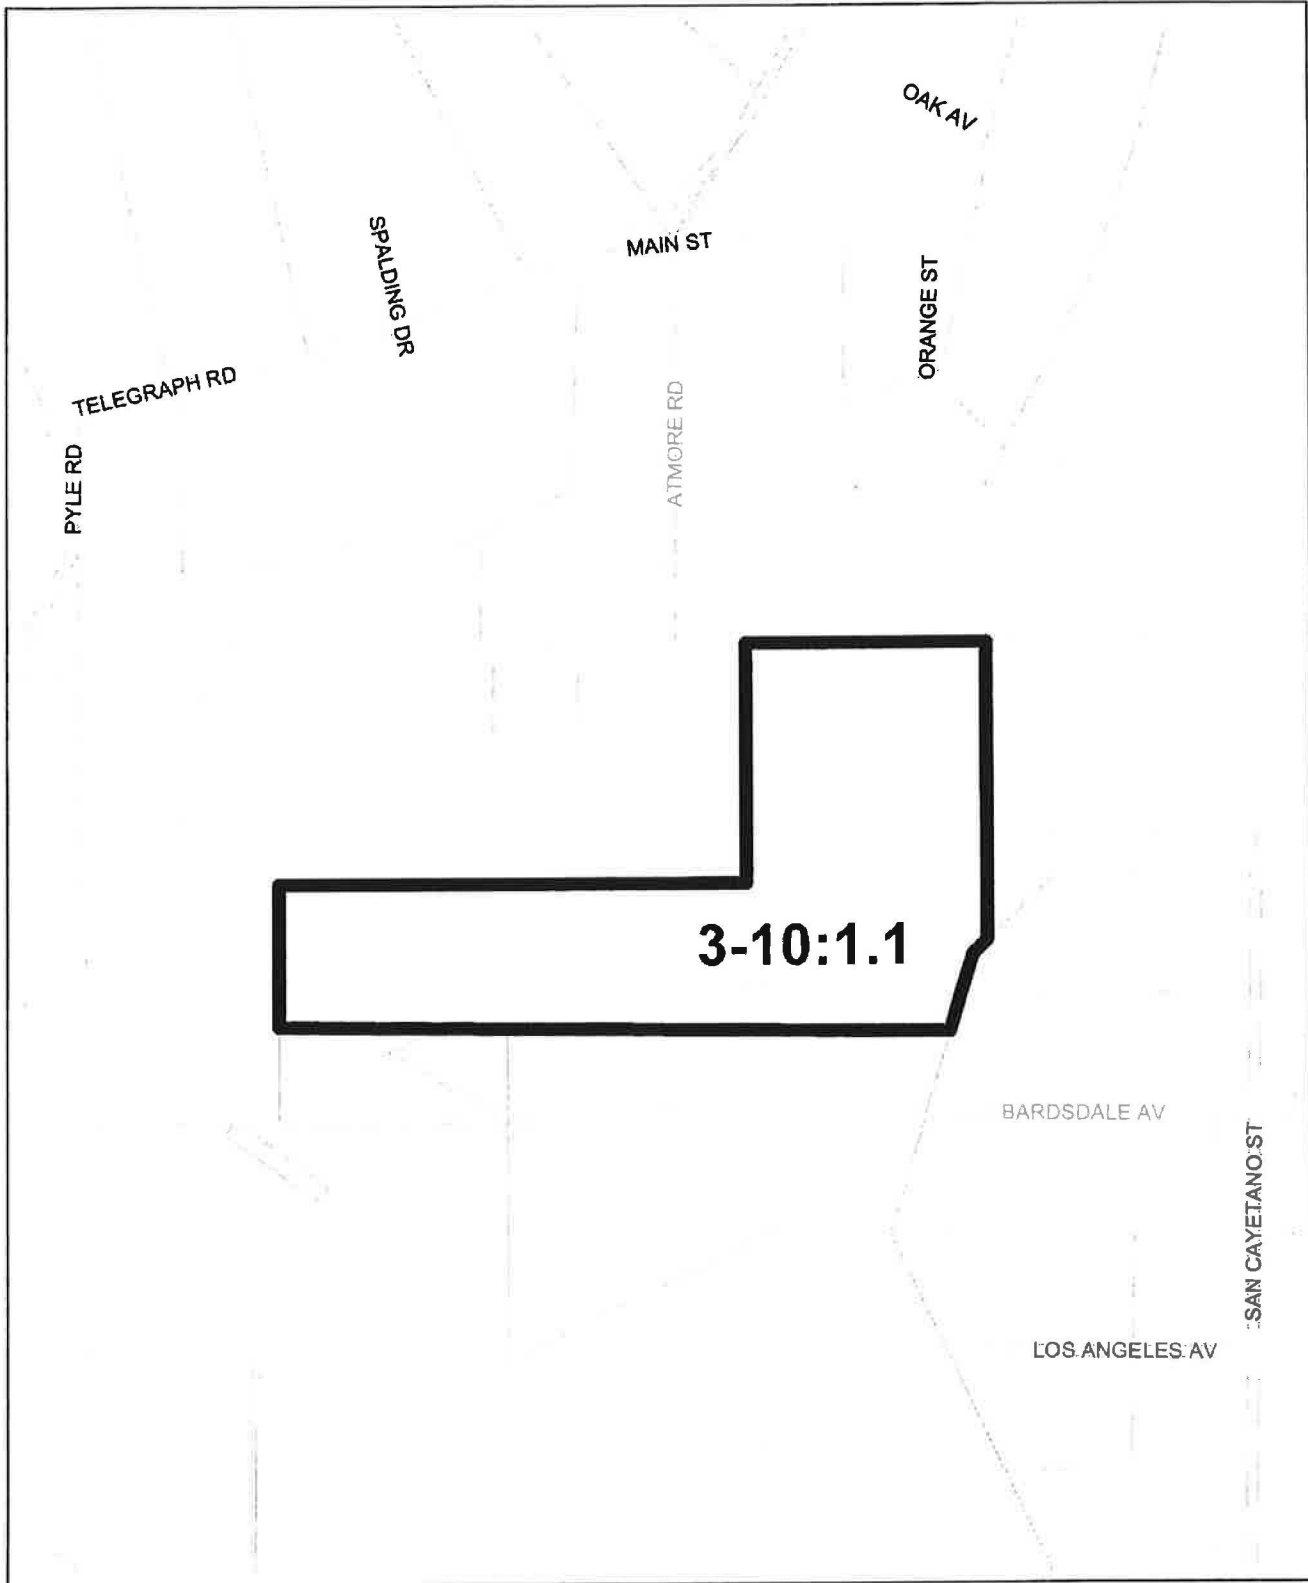 OAK AV
SPALDING DR
MAIN ST
ORANGE ST
TELEGRAPH RD
ATMORE RD
PYLE RD
3-10:1.1
BARDSDALE AV
SAN CAYETANO ST
LOS ANGELES AV